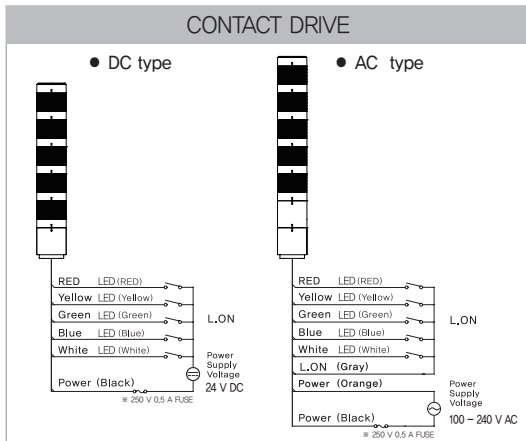 CONTACT DRIVE
● DC type
RED LED (RED)
Yellow LED (Yellow)
Green LED (Green)
Blue LED (Blue)
White LED (White)
L.ON
Power (Black)
Power
Supply
Voltage
24 V DC
※ 250 V 0.5 A FUSE
● AC type
RED LED (RED)
Yellow LED (Yellow)
Green LED (Green)
Blue LED (Blue)
White LED (White)
L.ON
L.ON (Gray)
Power (Orange)
Power (Black)
Power
Supply
Voltage
100 – 240 V AC
※ 250 V 0.5 A FUSE